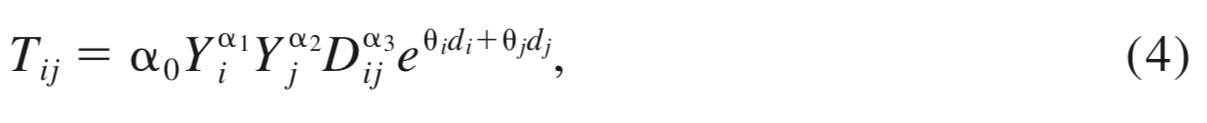 T_{ij} = α_0 Y_i^{α_1} Y_j^{α_2} D_{ij}^{α_3} e^{θ_i d_i + θ_j d_j}, (4)